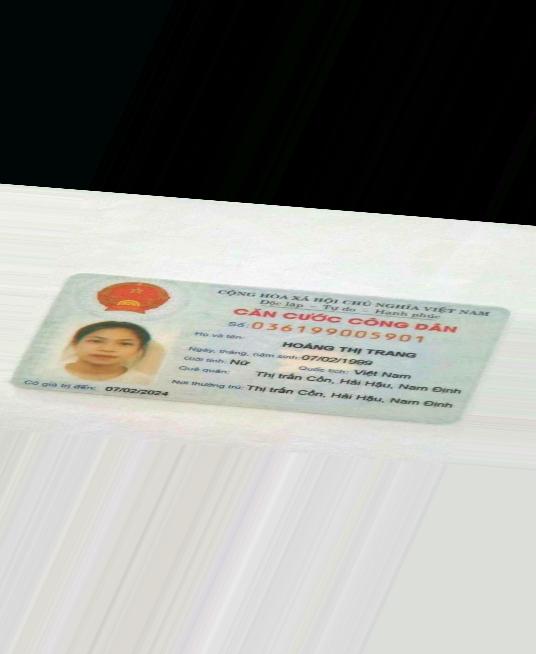 CỘNG HÒA XÃ HỘI CHỦ NGHĨA VIỆT NAM
Độc lập - Tự do - Hạnh phúc
CĂN CƯỚC CÔNG DÂN
Số: 036199005901
Họ và tên:
HOÀNG THỊ TRANG
Ngày, tháng, năm sinh: 07/02/1999
Giới tính: Nữ Quốc tịch: Việt Nam
Quê quán: Thị trấn Cồn, Hải Hậu, Nam Định
Nơi thường trú: Thị trấn Cồn, Hải Hậu, Nam Định
Có giá trị đến: 07/02/2024